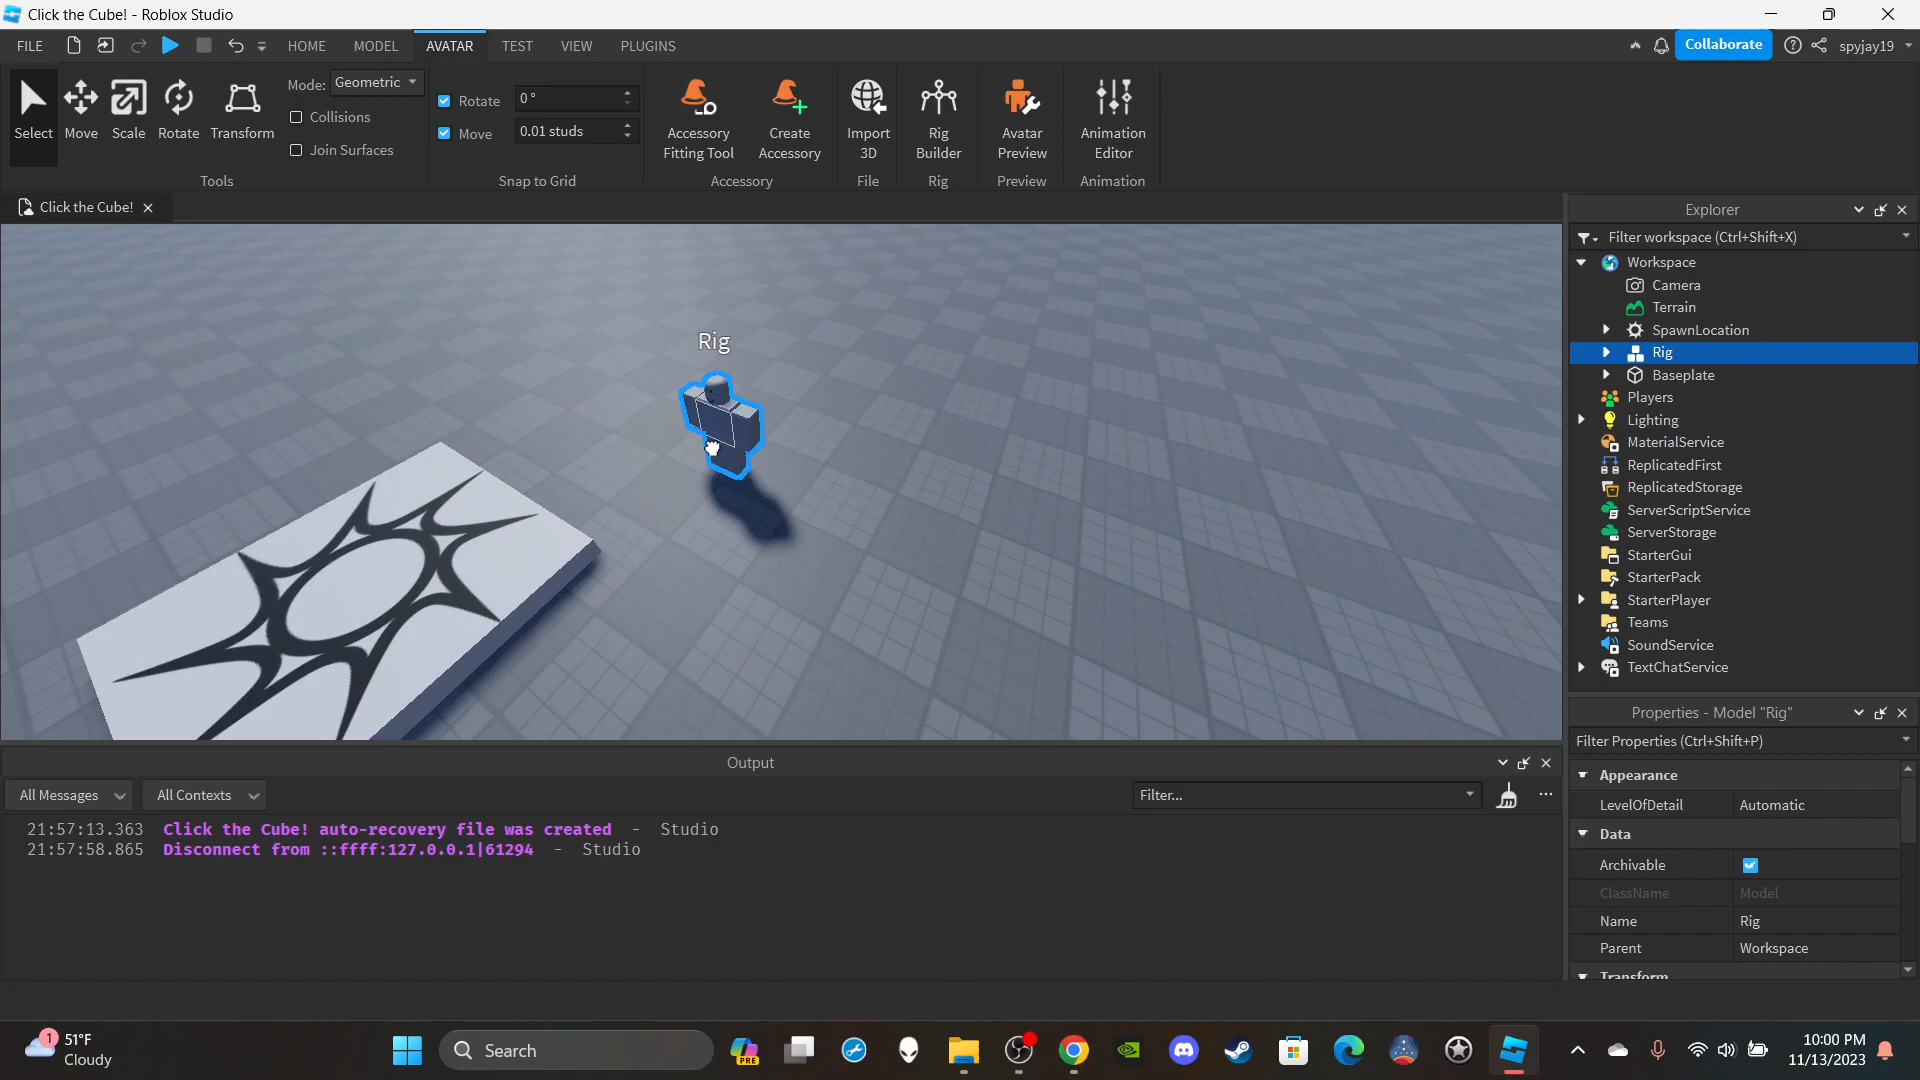 Click the Cube! - Roblox Studio
FILE HOME MODEL AVATAR TEST VIEW PLUGINS Collaborate spyjay19
Select Move Scale Rotate Transform
Mode: Geometric
Collisions
Join Surfaces
Tools
Rotate 0 °
Move 0.01 studs
Snap to Grid
Accessory Fitting Tool
Create Accessory
Accessory
Import 3D
File
Rig Builder
Rig
Avatar Preview
Preview
Animation Editor
Animation
Click the Cube!
Rig
Explorer
Filter workspace (Ctrl+Shift+X)
Workspace
Camera
Terrain
SpawnLocation
Rig
Baseplate
Players
Lighting
MaterialService
ReplicatedFirst
ReplicatedStorage
ServerScriptService
ServerStorage
StarterGui
StarterPack
StarterPlayer
Teams
SoundService
TextChatService
Properties - Model "Rig"
Filter Properties (Ctrl+Shift+P)
Appearance
LevelOfDetail Automatic
Data
Archivable
ClassName Model
Name Rig
Parent Workspace
Transform
Output
All Messages All Contexts Filter...
21:57:13.363 Click the Cube! auto-recovery file was created - Studio
21:57:58.865 Disconnect from ::ffff:127.0.0.1|61294 - Studio
1
51°F
Cloudy
Search
PRE
10:00 PM
11/13/2023